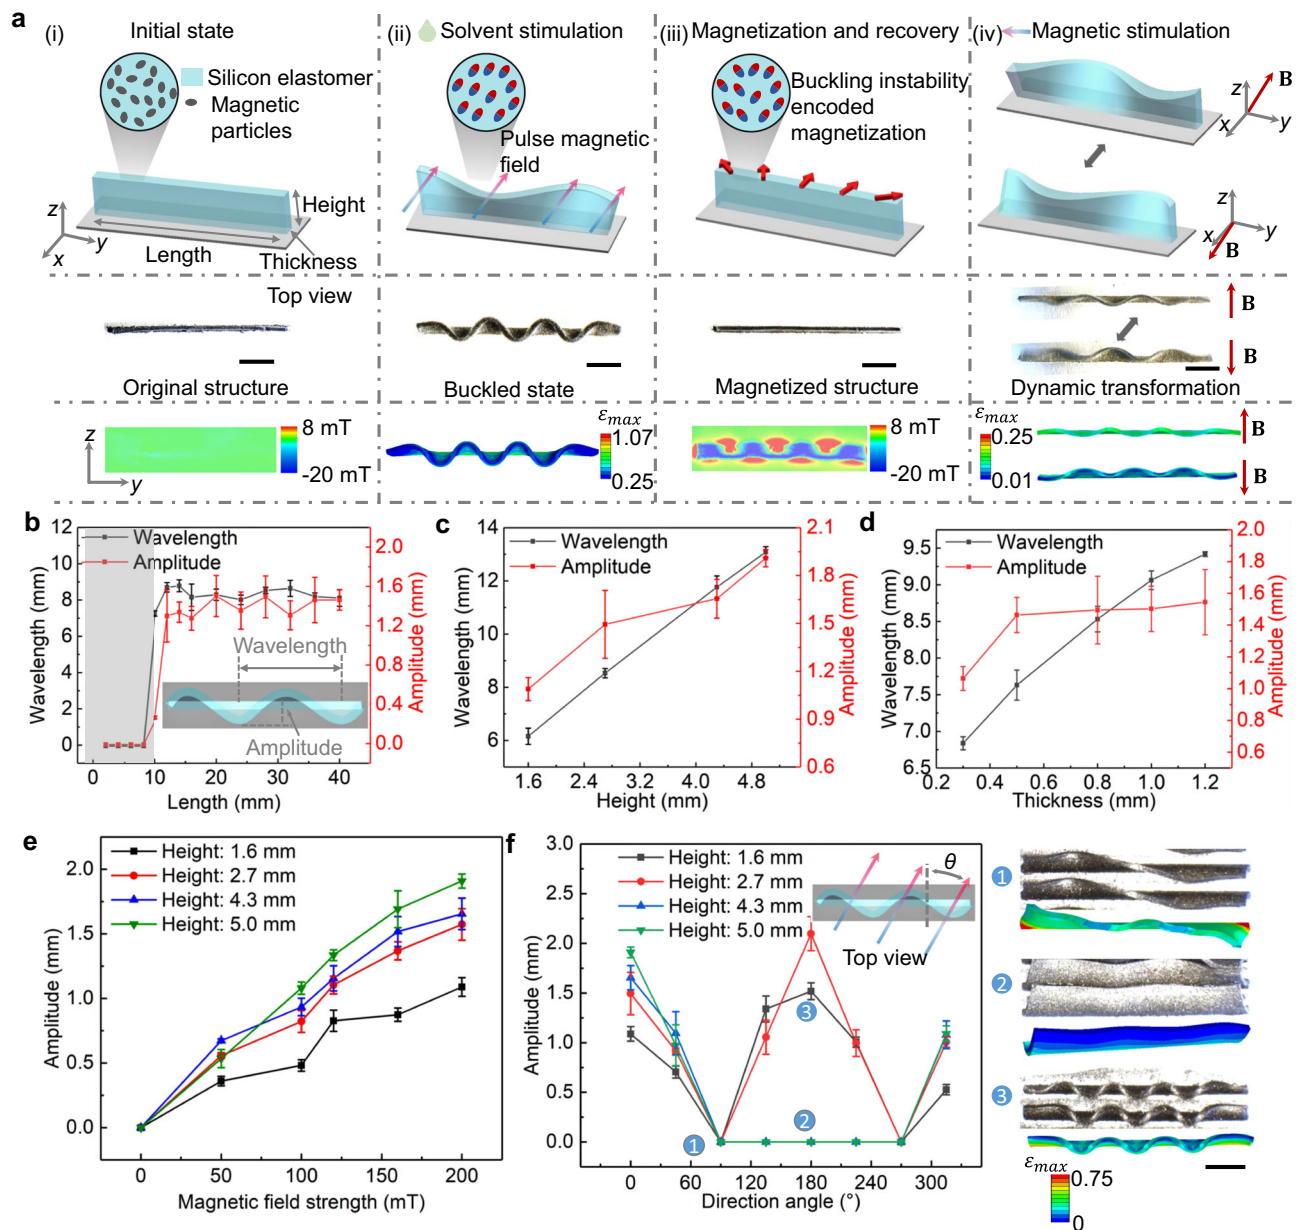 a
(i)
Initial state
Silicon elastomer
Magnetic
particles
Height
Length
Thickness
z
y
x
(ii)
Solvent stimulation
Pulse magnetic
field
(iii)
Magnetization and recovery
Buckling instability
encoded
magnetization
(iv)
Magnetic stimulation
z
B
x
y
z
x
y
B
Top view
Original structure
Buckled state
Magnetized structure
B
B
Dynamic transformation
z
y
8 mT
-20 mT
ε_max
1.07
0.25
8 mT
-20 mT
ε_max
0.25
0.01
B
B
b
Wavelength
Amplitude
Wavelength (mm)
12
10
8
6
4
2
0
2.0
1.6
1.2
0.8
0.4
0.0
Amplitude (mm)
Wavelength
Amplitude
0
10
20
30
40
Length (mm)
c
Wavelength
Amplitude
Wavelength (mm)
14
12
10
8
6
2.1
1.8
1.5
1.2
0.9
0.6
Amplitude (mm)
1.6
2.4
3.2
4.0
4.8
Height (mm)
d
Wavelength
Amplitude
Wavelength (mm)
9.5
9.0
8.5
8.0
7.5
7.0
6.5
2.0
1.8
1.6
1.4
1.2
1.0
0.8
0.6
Amplitude (mm)
0.2
0.4
0.6
0.8
1.0
1.2
Thickness (mm)
e
Height: 1.6 mm
Height: 2.7 mm
Height: 4.3 mm
Height: 5.0 mm
Amplitude (mm)
2.0
1.5
1.0
0.5
0.0
0
50
100
150
200
Magnetic field strength (mT)
f
Height: 1.6 mm
Height: 2.7 mm
Height: 4.3 mm
Height: 5.0 mm
θ
Top view
Amplitude (mm)
3.0
2.5
2.0
1.5
1.0
0.5
0.0
1
2
3
0
60
120
180
240
300
Direction angle (°)
1
2
3
ε_max
0.75
0